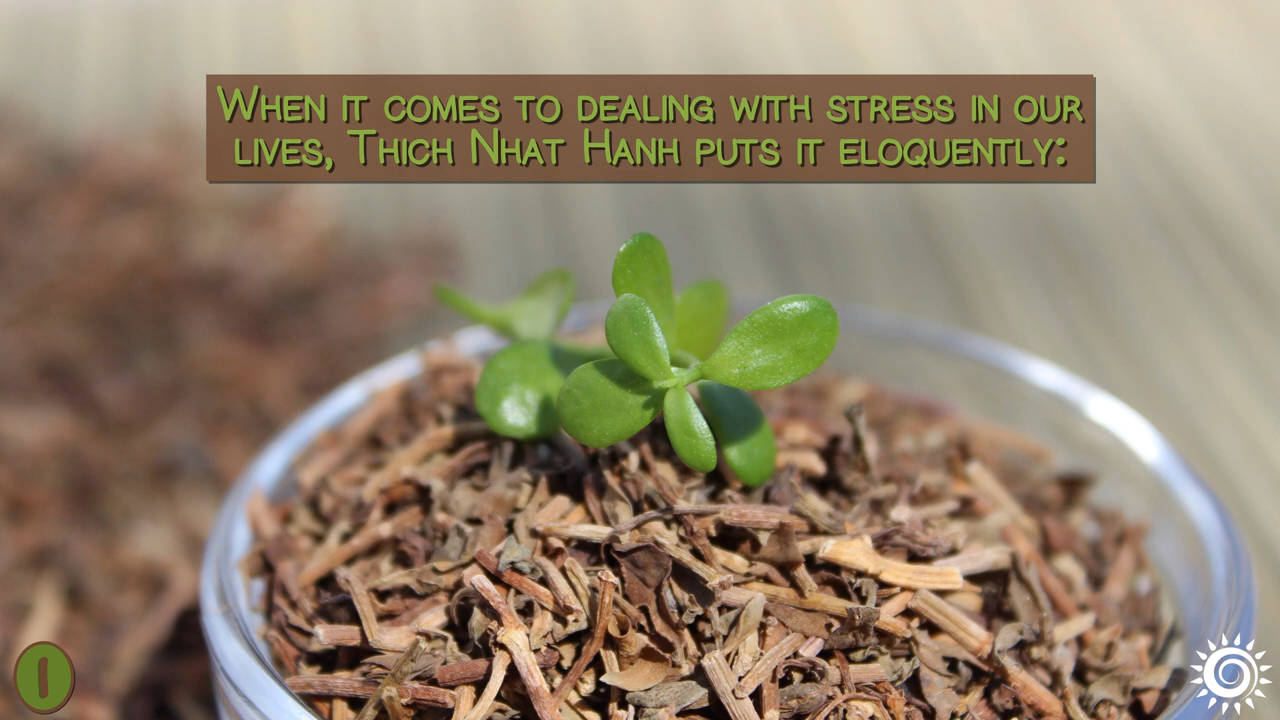 When it comes to dealing with stress in our
lives, Thich Nhat Hanh puts it eloquently: